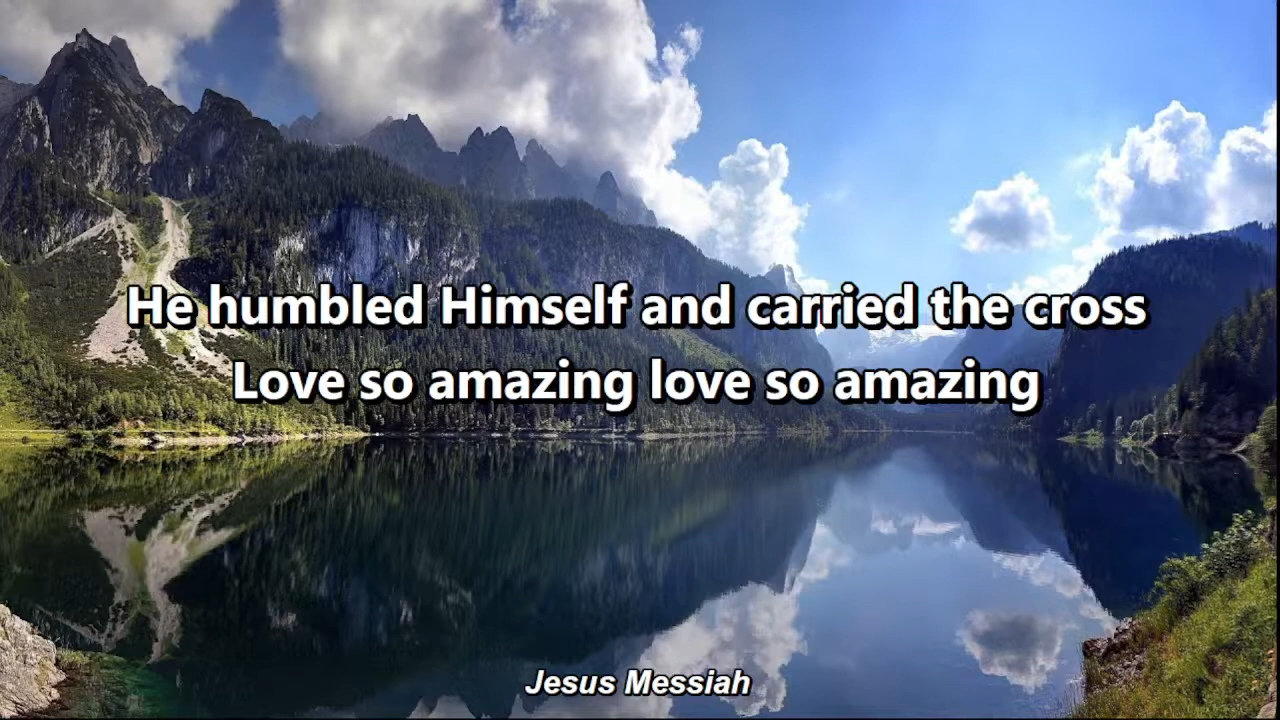 He humbled Himself and carried the cross
Love so amazing love so amazing
Jesus Messiah